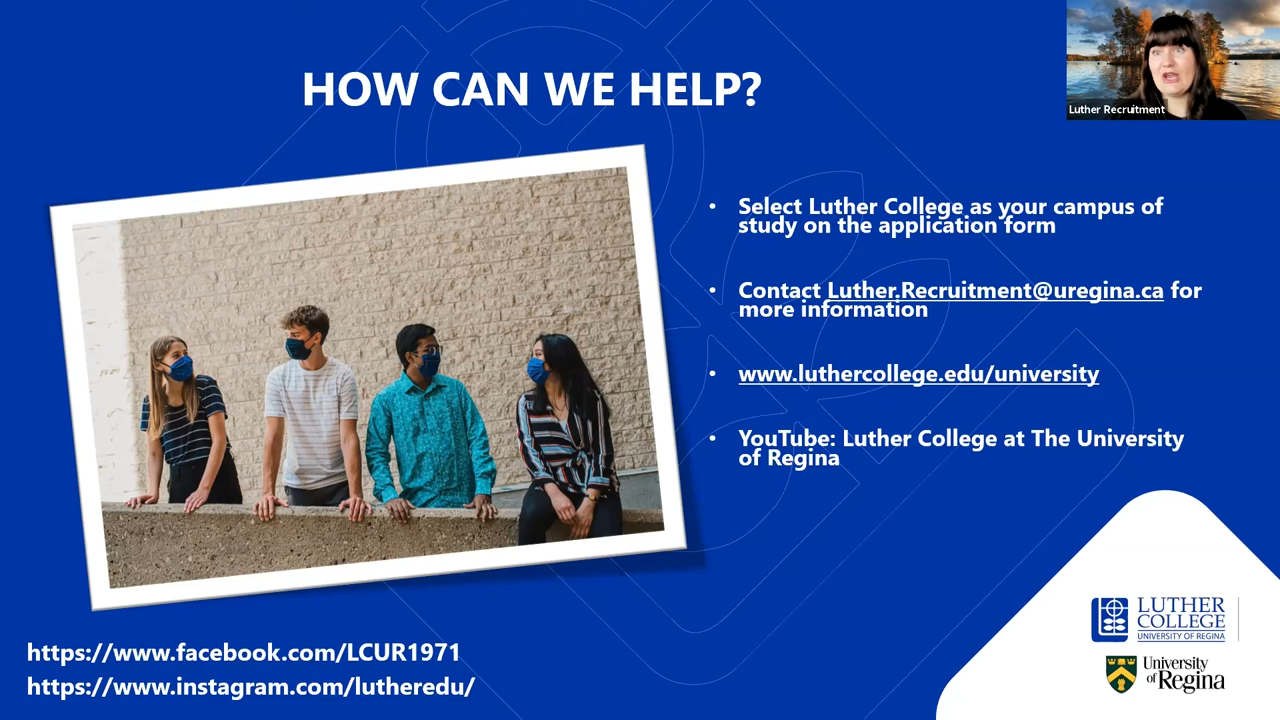 HOW CAN WE HELP?
Luther Recruitment
• Select Luther College as your campus of
study on the application form
• Contact Luther.Recruitment@uregina.ca for
more information
• www.luthercollege.edu/university
• YouTube: Luther College at The University
of Regina
https://www.facebook.com/LCUR1971
https://www.instagram.com/lutheredu/
LUTHER
COLLEGE
UNIVERSITY OF REGINA
University
of Regina